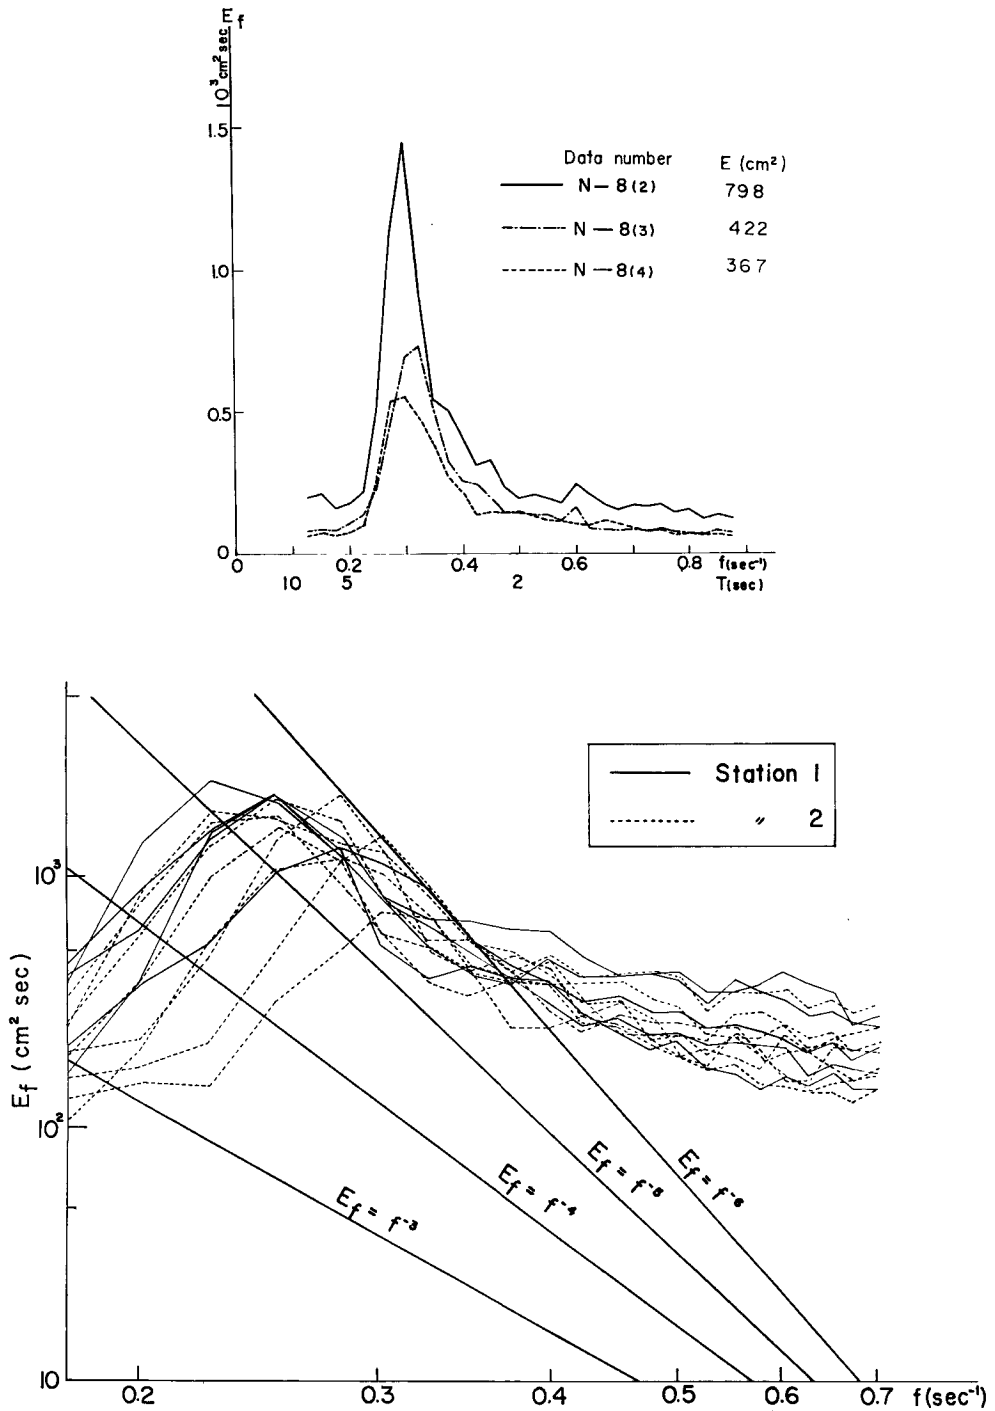 E_f
10³cm² sec
1.5
1.0
0.5
0
Data number E (cm²)
N–8(2) 798
N–8(3) 422
N–8(4) 367
0 0.2 0.4 0.6 0.8 f(sec⁻¹)
10 5 2 T(sec)
Station 1
〃 2
E_f (cm² sec)
10³
10²
10
E_f = f⁻³
E_f = f⁻⁴
E_f = f⁻⁵
E_f = f⁻⁶
0.2 0.3 0.4 0.5 0.6 0.7 f(sec⁻¹)